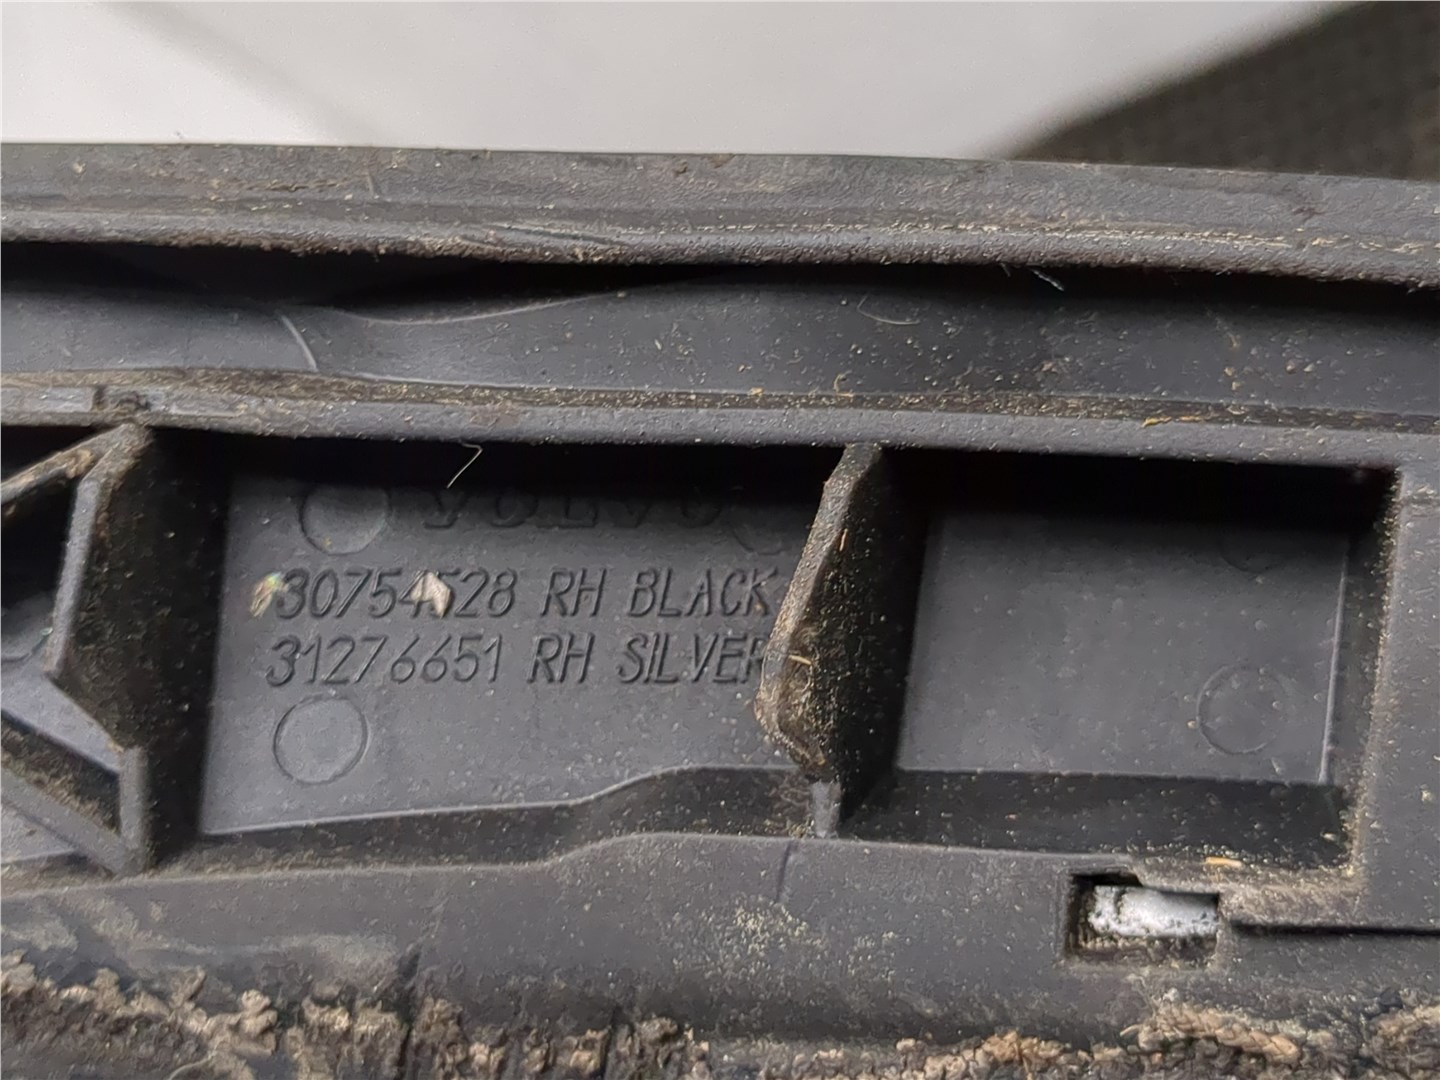 VOLVO
30754528 RH BLACK
31276651 RH SILVER